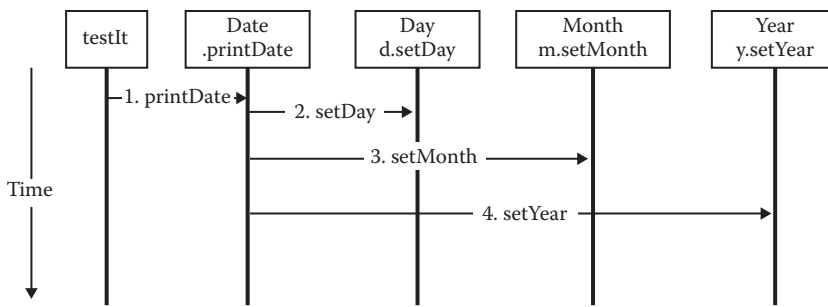 testIt
Date
.printDate
Day
d.setDay
Month
m.setMonth
Year
y.setYear
1. printDate
2. setDay
3. setMonth
Time
4. setYear